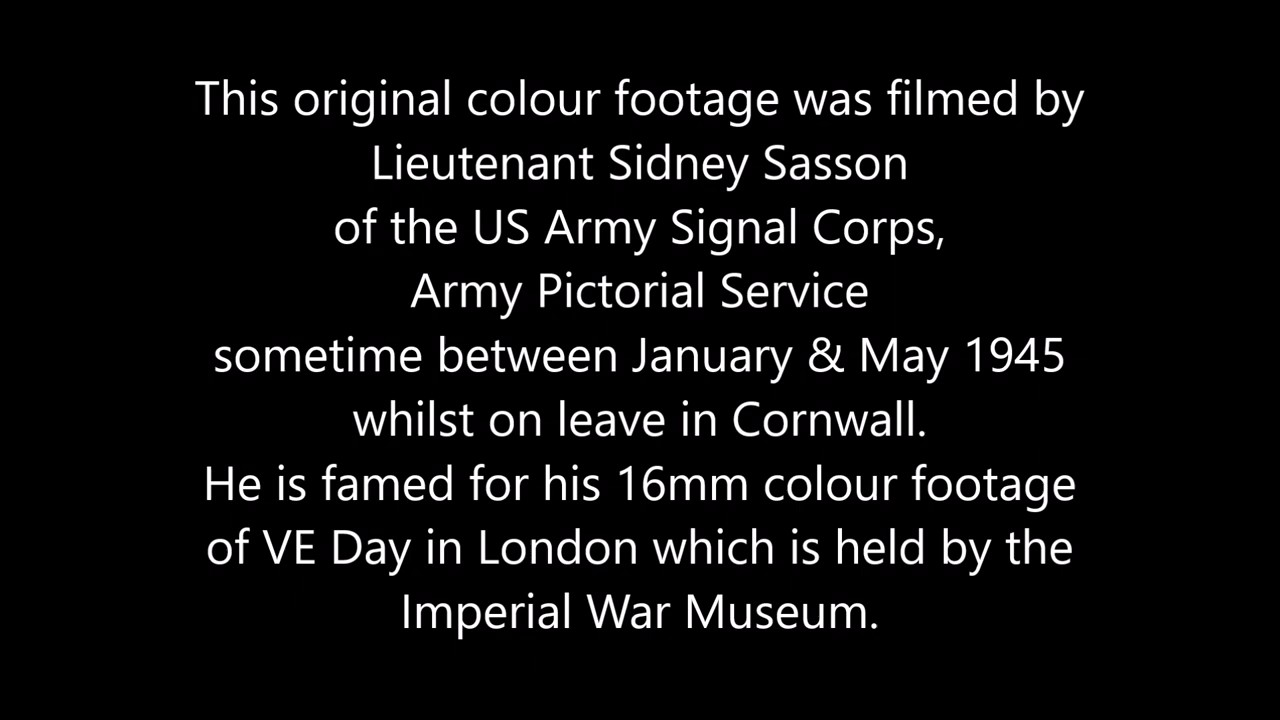 This original colour footage was filmed by
Lieutenant Sidney Sasson
of the US Army Signal Corps,
Army Pictorial Service
sometime between January & May 1945
whilst on leave in Cornwall.
He is famed for his 16mm colour footage
of VE Day in London which is held by the
Imperial War Museum.